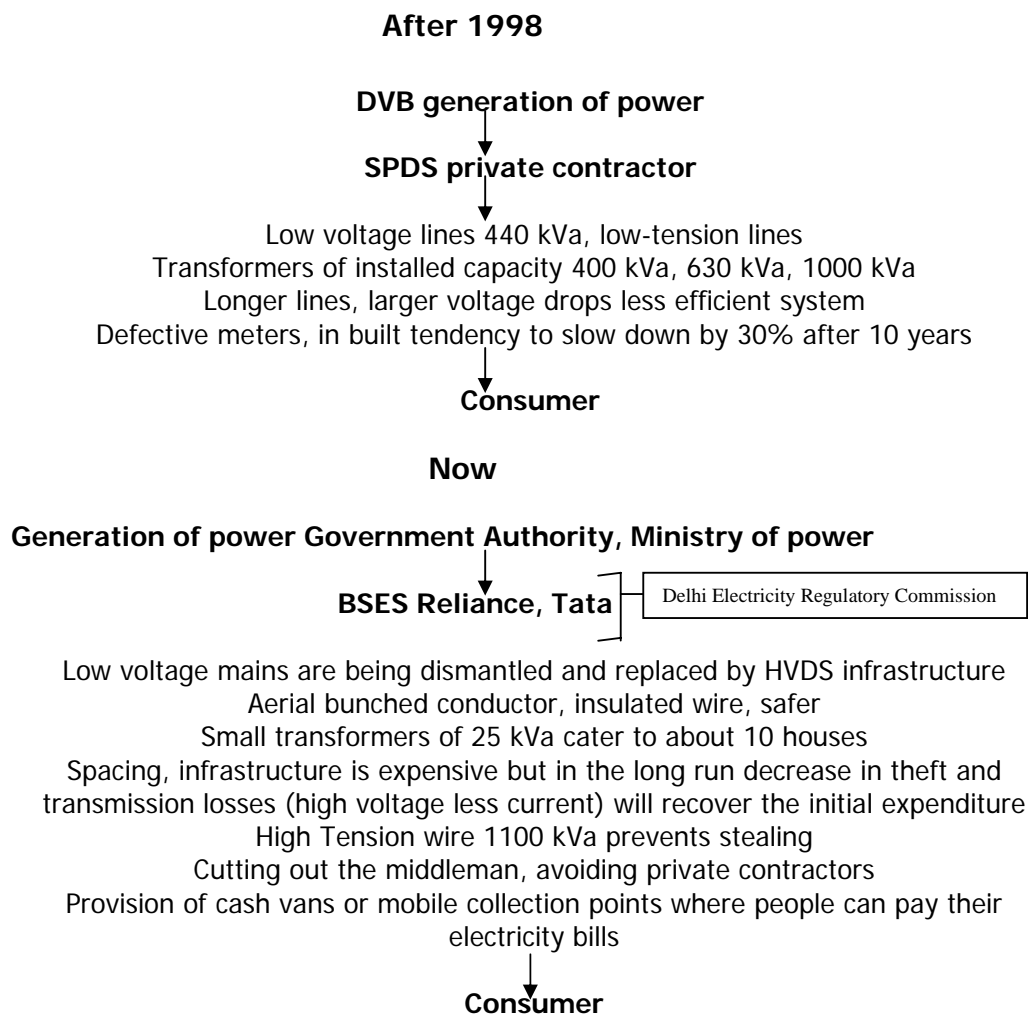 After 1998
DVB generation of power
SPDS private contractor
Low voltage lines 440 kVa, low-tension lines
Transformers of installed capacity 400 kVa, 630 kVa, 1000 kVa
Longer lines, larger voltage drops less efficient system
Defective meters, in built tendency to slow down by 30% after 10 years
Consumer
Now
Generation of power Government Authority, Ministry of power
BSES Reliance, Tata
Delhi Electricity Regulatory Commission
Low voltage mains are being dismantled and replaced by HVDS infrastructure
Aerial bunched conductor, insulated wire, safer
Small transformers of 25 kVa cater to about 10 houses
Spacing, infrastructure is expensive but in the long run decrease in theft and
transmission losses (high voltage less current) will recover the initial expenditure
High Tension wire 1100 kVa prevents stealing
Cutting out the middleman, avoiding private contractors
Provision of cash vans or mobile collection points where people can pay their
electricity bills
Consumer